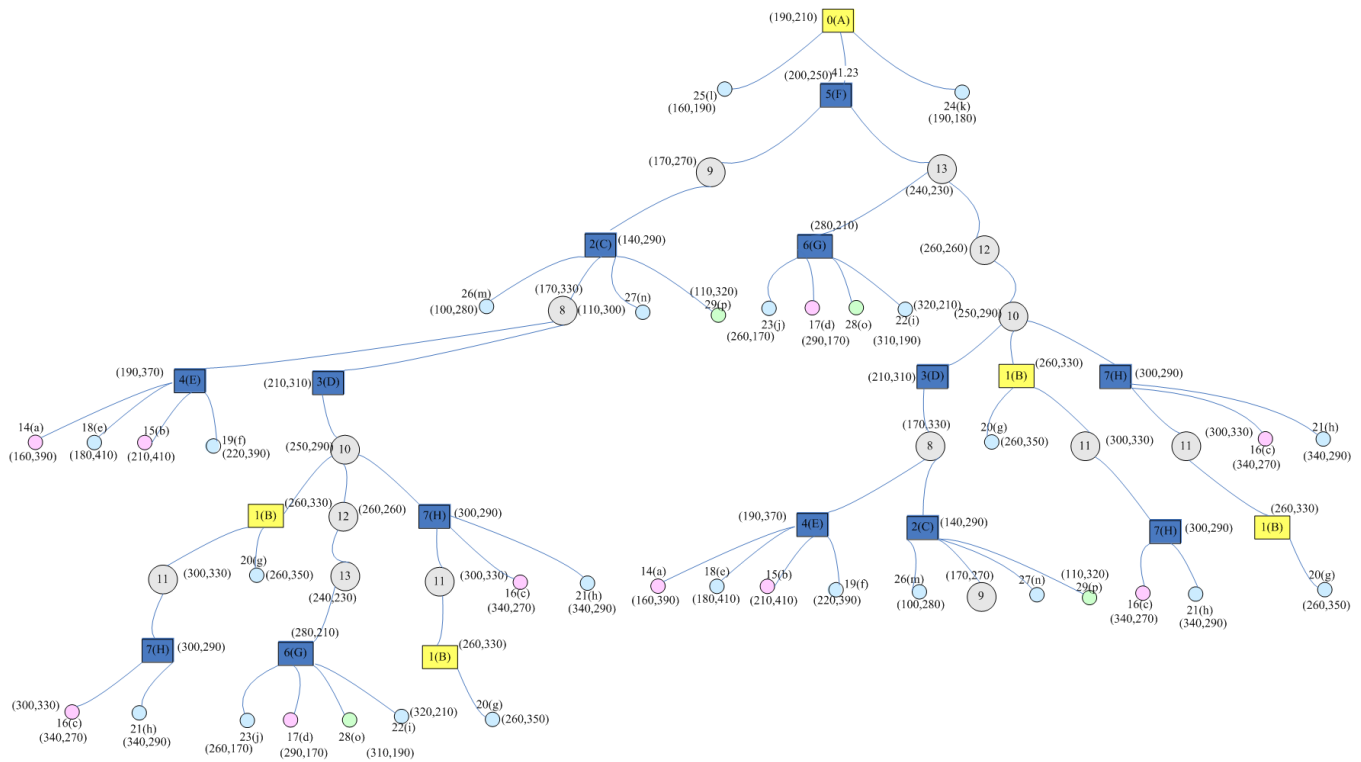 (190,210)
0(A)
(200,250)
41.23
25(l)
(160,190)
5(F)
24(k)
(190,180)
(170,270)
9
13
(240,230)
2(C)
(140,290)
(280,210)
6(G)
(260,260)
12
26(m)
(100,280)
(170,330)
8
(110,300)
27(n)
(110,320)
29(p)
23(j)
(260,170)
17(d)
(290,170)
28(o)
22(i)
(320,210)
(310,190)
(250,290)
10
(190,370)
4(E)
(210,310)
3(D)
(210,310)
3(D)
(260,330)
1(B)
7(H)
(300,290)
14(a)
(160,390)
18(e)
(180,410)
15(b)
(210,410)
19(f)
(220,390)
(250,290)
10
(170,330)
8
20(g)
(260,350)
11
(300,330)
11
(300,330)
16(c)
(340,270)
21(h)
(340,290)
1(B)
(260,330)
12
(260,260)
7(H)
(300,290)
(190,370)
4(E)
2(C)
(140,290)
7(H)
(300,290)
(260,330)
1(B)
11
(300,330)
20(g)
(260,350)
13
(240,230)
11
(300,330)
16(c)
(340,270)
21(h)
(340,290)
14(a)
(160,390)
18(e)
(180,410)
15(b)
(210,410)
19(f)
(220,390)
26(m)
(100,280)
(170,270)
9
27(n)
(110,320)
29(p)
16(c)
(340,270)
21(h)
(340,290)
20(g)
(260,350)
7(H)
(300,290)
(280,210)
6(G)
1(B)
(260,330)
(300,330)
16(c)
(340,270)
21(h)
(340,290)
23(j)
(260,170)
17(d)
(290,170)
28(o)
(320,210)
22(i)
(310,190)
20(g)
(260,350)